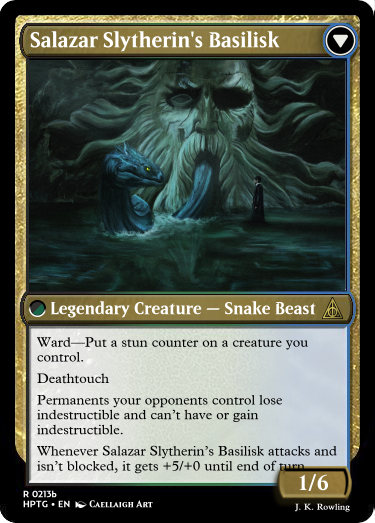 Salazar Slytherin's Basilisk
Legendary Creature — Snake Beast
Ward—Put a stun counter on a creature you
control.
Deathtouch
Permanents your opponents control lose
indestructible and can't have or gain
indestructible.
Whenever Salazar Slytherin's Basilisk attacks and
isn't blocked, it gets +5/+0 until end of turn.
1/6
R 0213b
HPTG • EN Caellaigh Art
J. K. Rowling